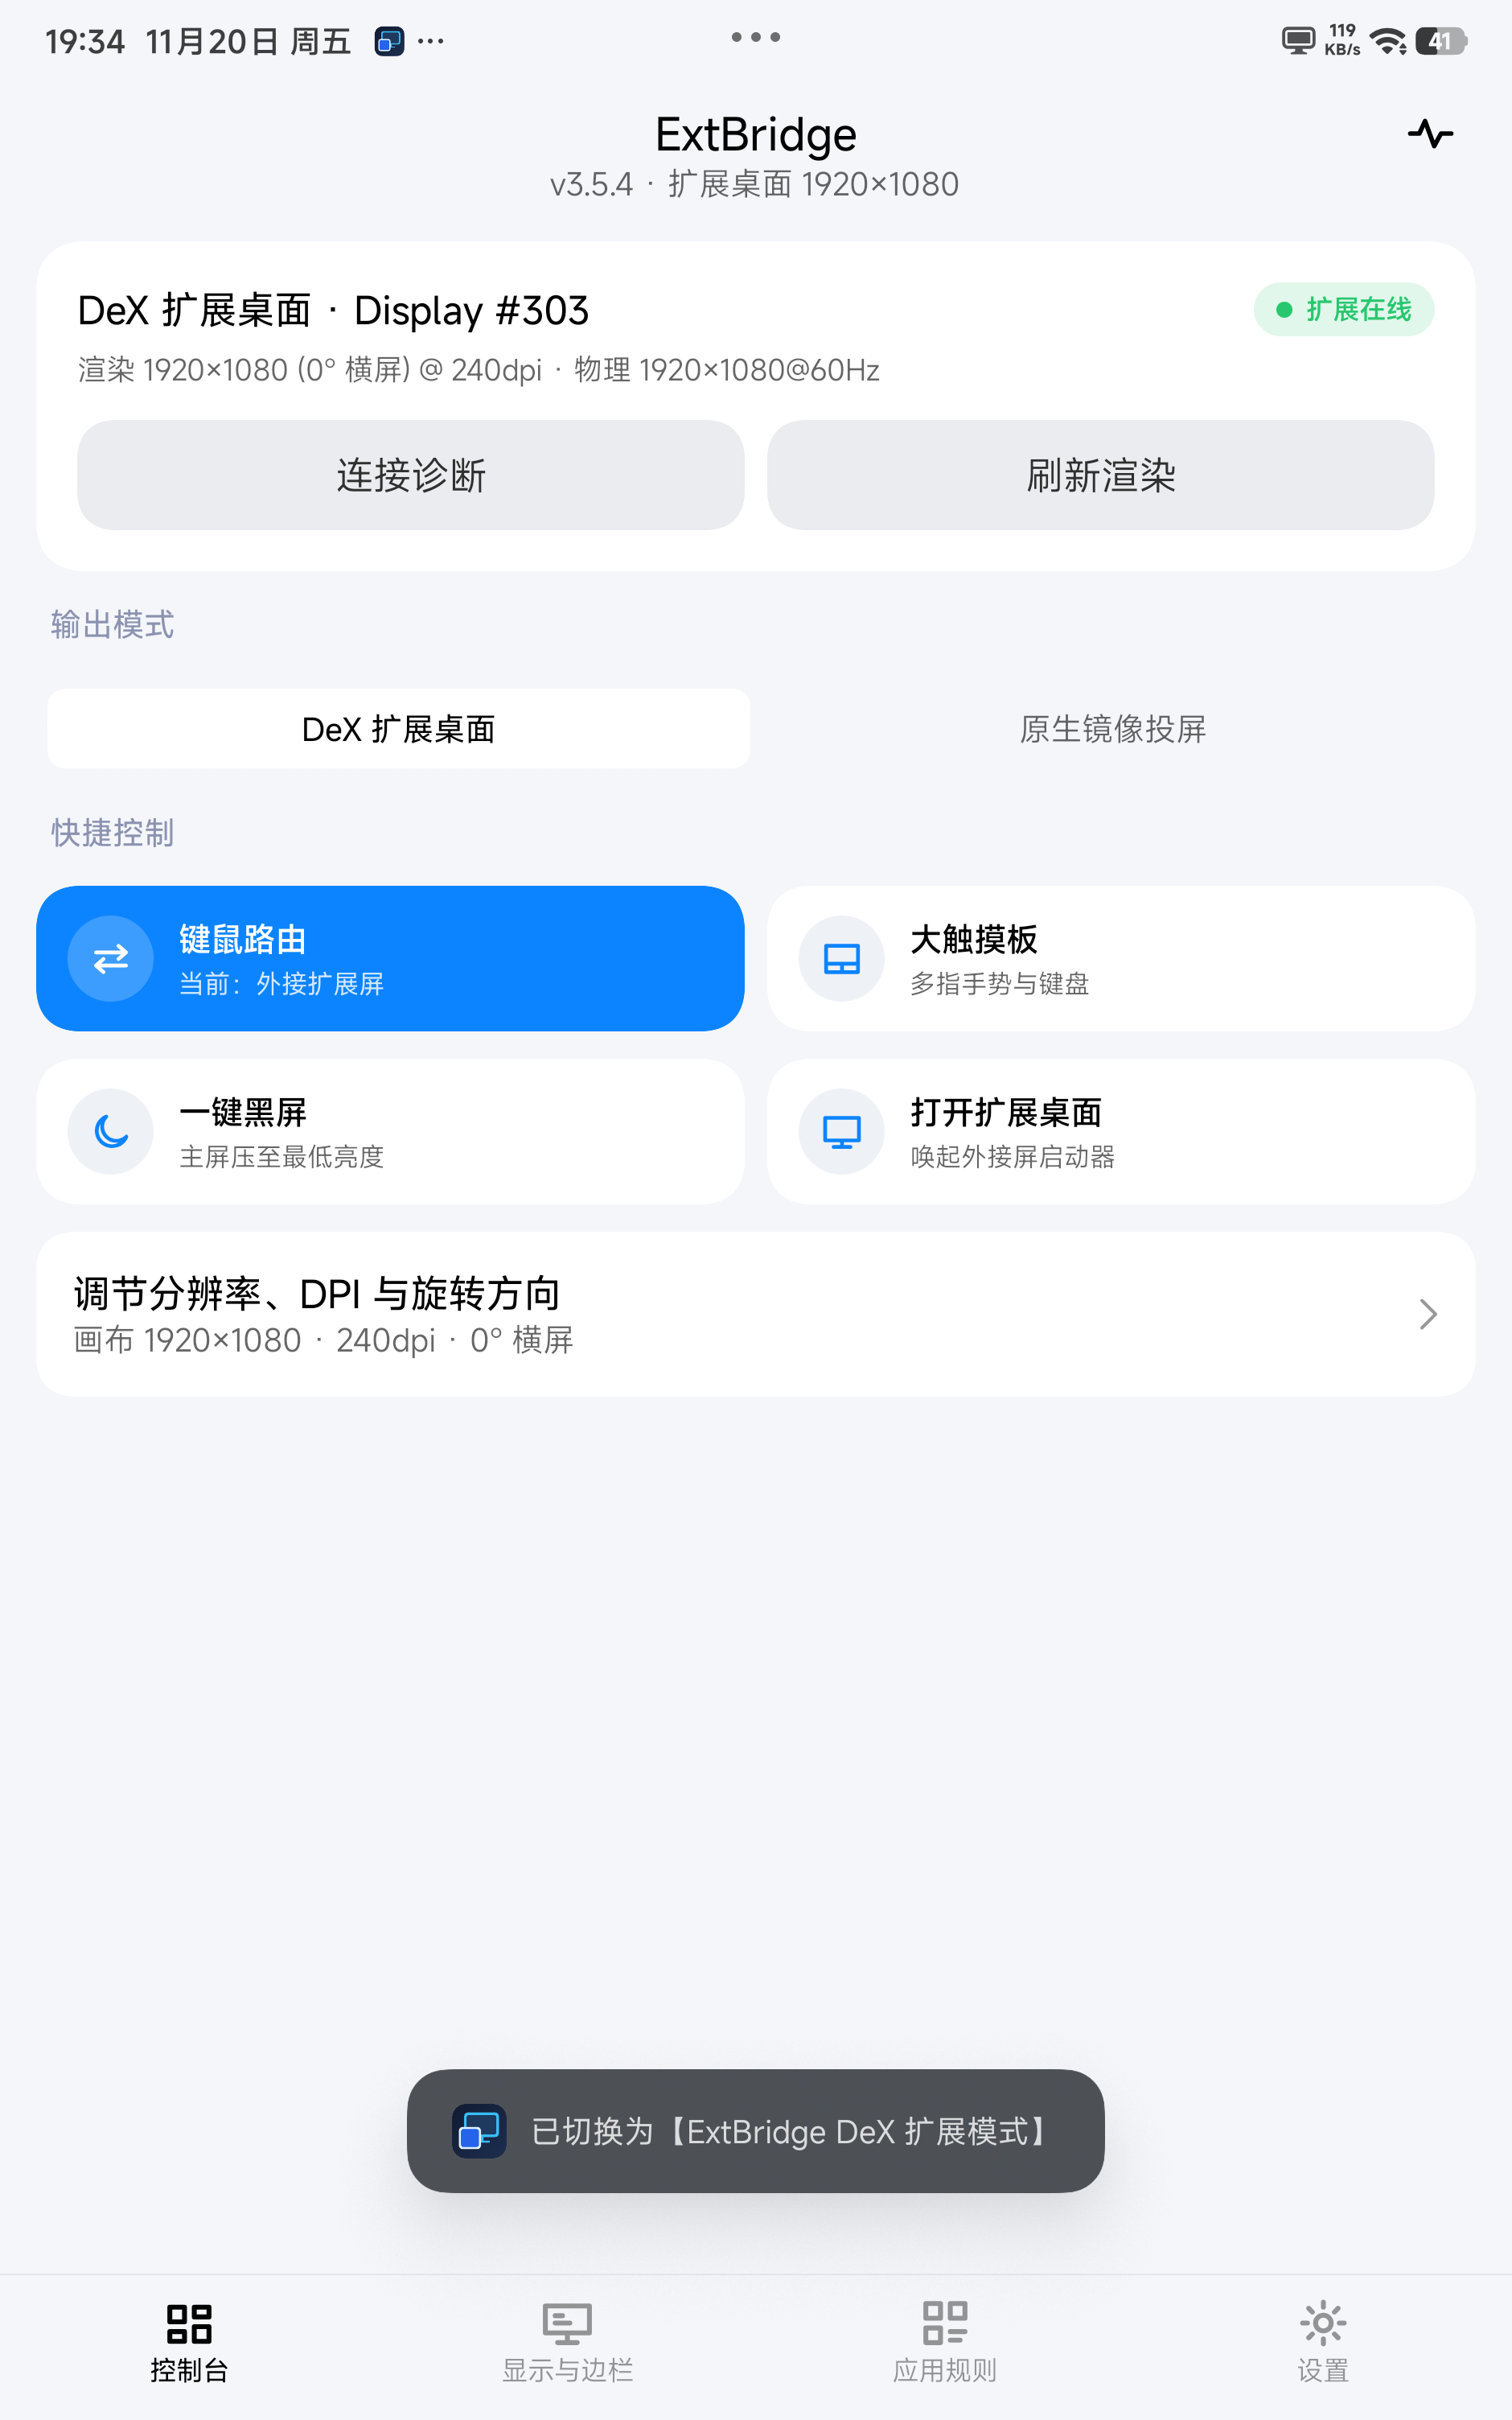 19:34 11月20日 周五 ... 119 KB/s 41
ExtBridge
v3.5.4 · 扩展桌面 1920×1080
DeX 扩展桌面 · Display #303
扩展在线
渲染 1920×1080 (0° 横屏) @ 240dpi · 物理 1920×1080@60Hz
连接诊断
刷新渲染
输出模式
DeX 扩展桌面
原生镜像投屏
快捷控制
键鼠路由
当前：外接扩展屏
大触摸板
多指手势与键盘
一键黑屏
主屏压至最低亮度
打开扩展桌面
唤起外接屏启动器
调节分辨率、DPI 与旋转方向
画布 1920×1080 · 240dpi · 0° 横屏
已切换为【ExtBridge DeX 扩展模式】
控制台
显示与边栏
应用规则
设置